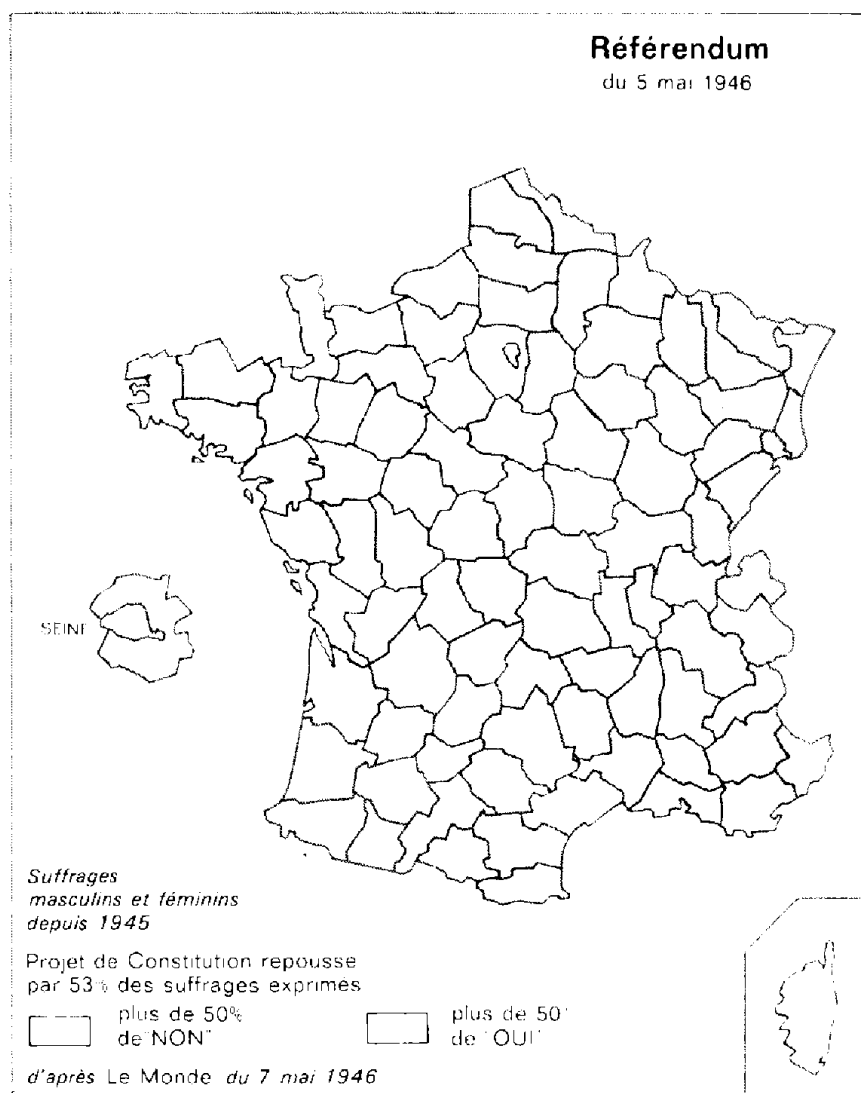 Référendum
du 5 mai 1946
SEINE
Suffrages
masculins et féminins
depuis 1945
Projet de Constitution repousse
par 53% des suffrages exprimés
plus de 50%
de "NON"
plus de 50'
de "OUI"
d'après Le Monde du 7 mai 1946